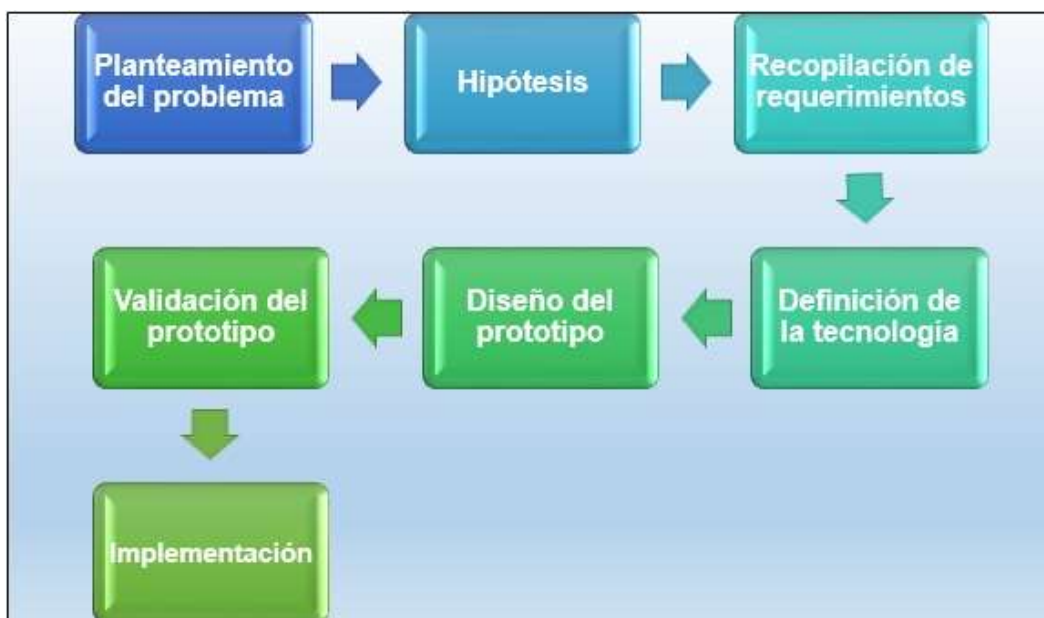 Planteamiento
del problema
Hipótesis
Recopilación de
requerimientos
Definición de
la tecnología
Diseño del
prototipo
Validación del
prototipo
Implementación